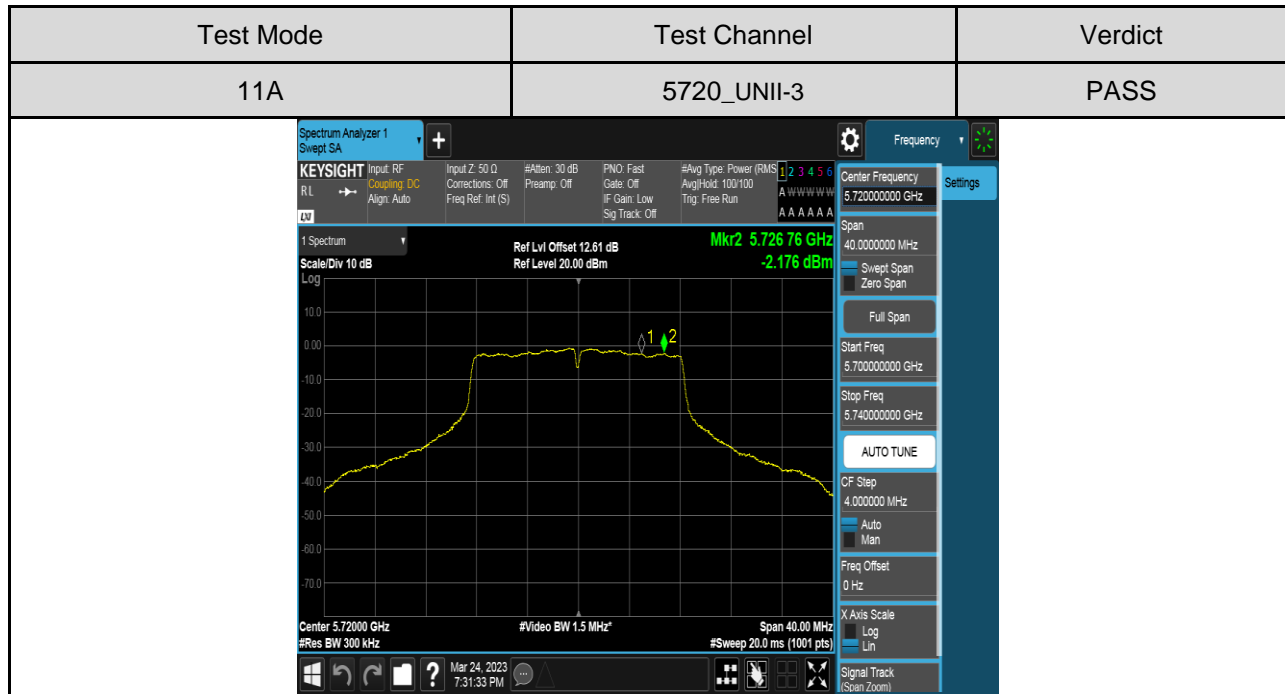 Test Mode Test Channel Verdict
11A 5720_UNII-3 PASS
Spectrum Analyzer 1
Swept SA
Frequency
KEYSIGHT Input: RF Input Z: 50 Ω #Atten: 30 dB PNO: Fast #Avg Type: Power (RMS 1 2 3 4 5 6
RL Coupling: DC Corrections: Off Preamp: Off Gate: Off Avg|Hold: 100/100 A W W W W W
Align: Auto Freq Ref: Int (S) IF Gain: Low Trig: Free Run
LXI Sig Track: Off A A A A A A
1 Spectrum Ref Lvl Offset 12.61 dB Mkr2 5.726 76 GHz
Scale/Div 10 dB Ref Level 20.00 dBm -2.176 dBm
Log
10.0
0.00
-10.0
-20.0
-30.0
-40.0
-50.0
-60.0
-70.0
1 2
Center 5.72000 GHz #Video BW 1.5 MHz* Span 40.00 MHz
#Res BW 300 kHz #Sweep 20.0 ms (1001 pts)
? Mar 24, 2023
7:31:33 PM
Center Frequency
5.720000000 GHz
Settings
Span
40.0000000 MHz
Swept Span
Zero Span
Full Span
Start Freq
5.700000000 GHz
Stop Freq
5.740000000 GHz
AUTO TUNE
CF Step
4.000000 MHz
Auto
Man
Freq Offset
0 Hz
X Axis Scale
Log
Lin
Signal Track
(Span Zoom)